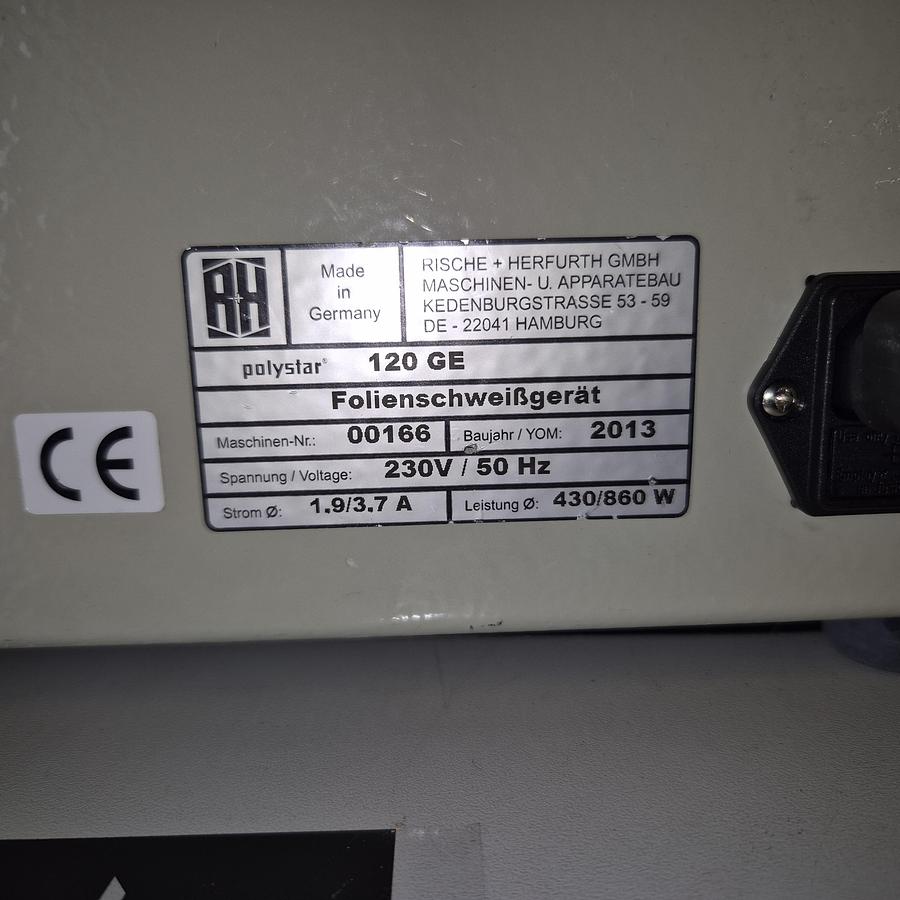 RH
Made
in
Germany
RISCHE + HERFURTH GMBH
MASCHINEN- U. APPARATEBAU
KEDENBURGSTRASSE 53 - 59
DE - 22041 HAMBURG
polystar® 120 GE
Folienschweißgerät
Maschinen-Nr.: 00166 Baujahr / YOM: 2013
Spannung / Voltage: 230V / 50 Hz
Strom Ø: 1.9/3.7 A Leistung Ø: 430/860 W
CE